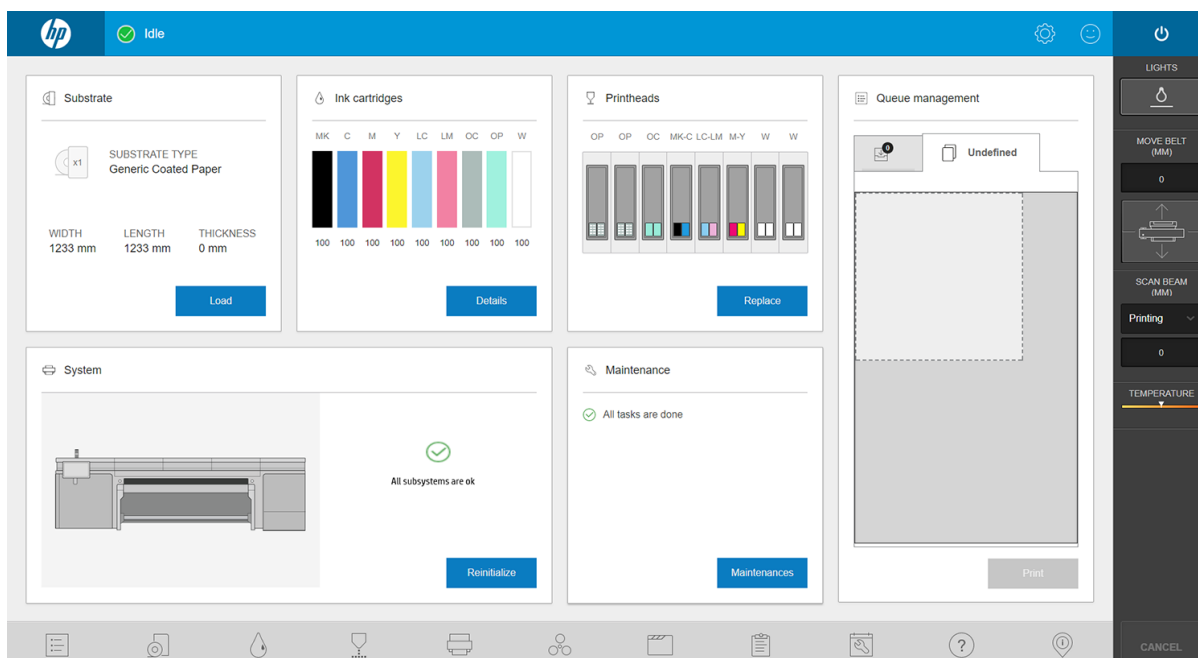 hp
Idle
Substrate
x1
SUBSTRATE TYPE
Generic Coated Paper
WIDTH LENGTH THICKNESS
1233 mm 1233 mm 0 mm
Load
Ink cartridges
MK C M Y LC LM OC OP W
100 100 100 100 100 100 100 100 100
Details
Printheads
OP OP OC MK-C LC-LM M-Y W W
Replace
Queue management
0
Undefined
Print
System
All subsystems are ok
Reinitialize
Maintenance
All tasks are done
Maintenances
LIGHTS
MOVE BELT
(MM)
0
SCAN BEAM
(MM)
Printing
0
TEMPERATURE
CANCEL
?